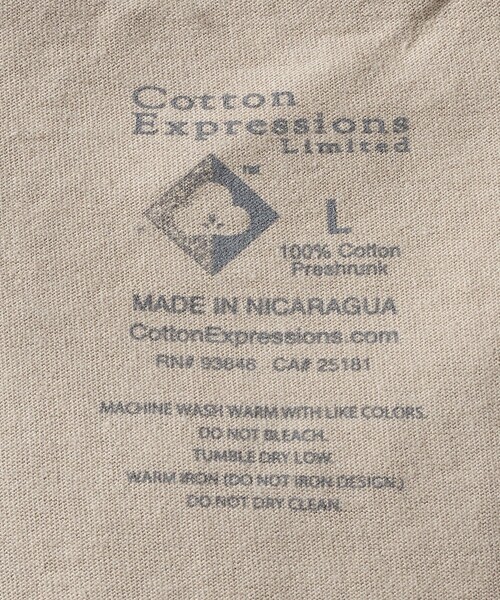 Cotton
Expressions
Limited
TM
L
100% Cotton
Preshrunk
MADE IN NICARAGUA
CottonExpressions.com
RN# 93846 CA# 25181
MACHINE WASH WARM WITH LIKE COLORS.
DO NOT BLEACH.
TUMBLE DRY LOW.
WARM IRON (DO NOT IRON DESIGN.)
DO NOT DRY CLEAN.